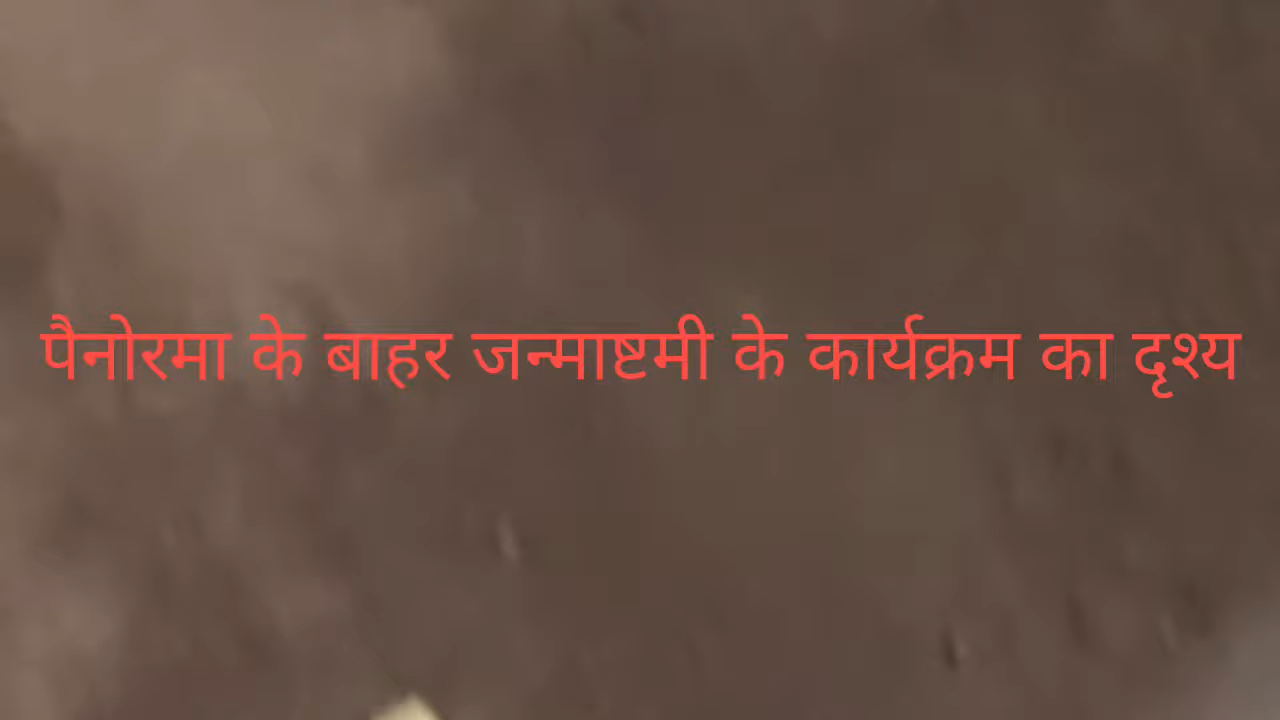 पैनोरमा के बाहर जन्माष्टमी के कार्यक्रम का दृश्य